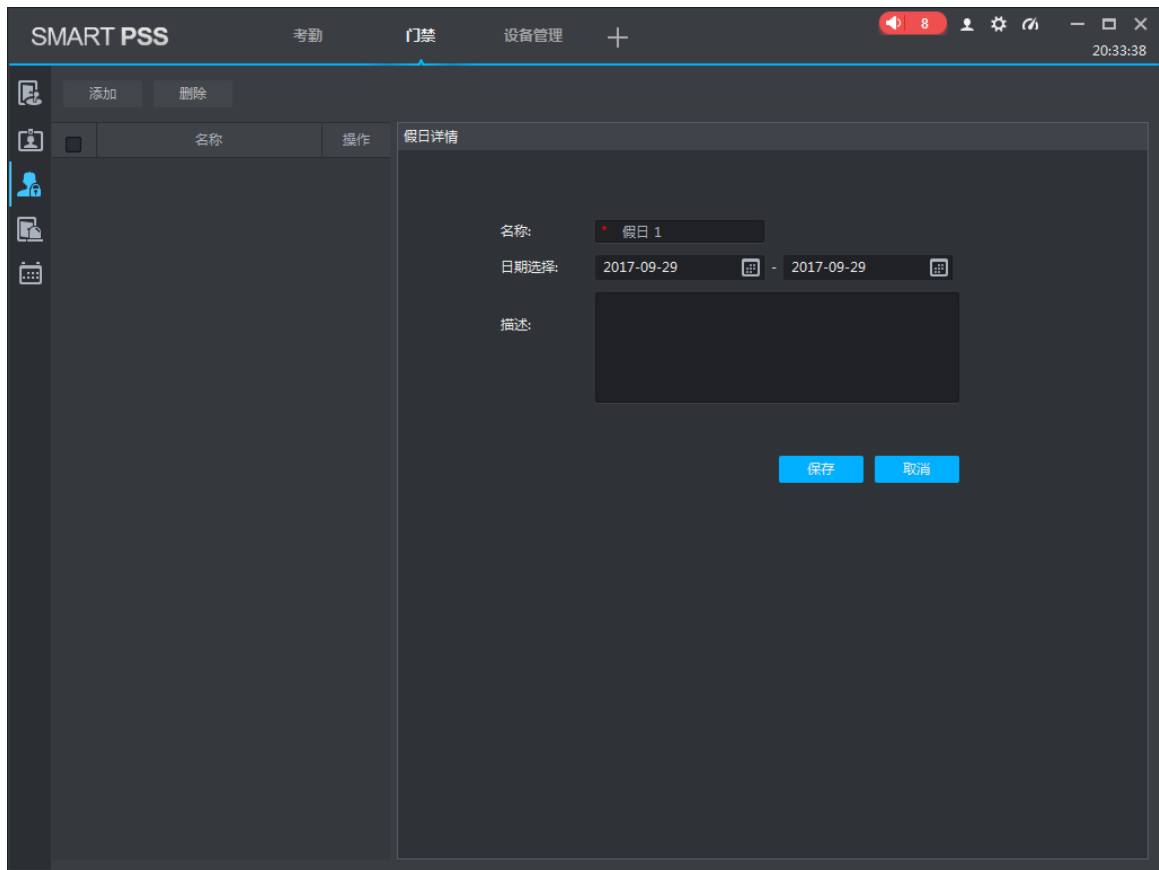 SMART PSS 考勤 门禁 设备管理 8
20:33:38
添加 删除
名称 操作 假日详情
名称: * 假日 1
日期选择: 2017-09-29 - 2017-09-29
描述:
保存 取消